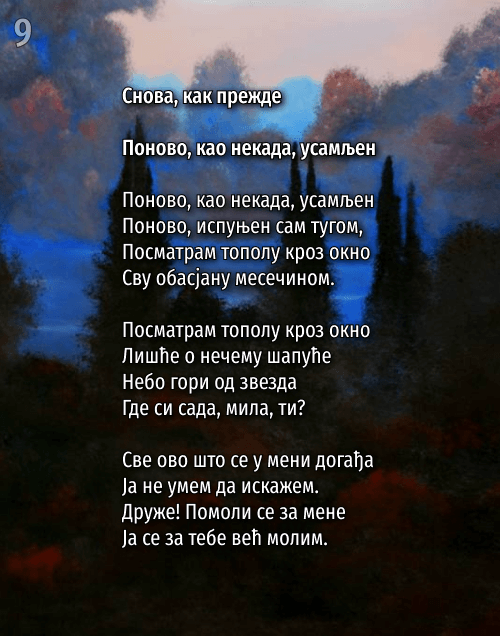 9
Снова, как прежде
Поново, као некада, усамљен
Поново, као некада, усамљен
Поново, испуњен сам тугом,
Посматрам тополу кроз окно
Сву обасјану месечином.
Посматрам тополу кроз окно
Лишће о нечему шапуће
Небо гори од звезда
Где си сада, мила, ти?
Све ово што се у мени догађа
Ја не умем да искажем.
Друже! Помоли се за мене
Ја се за тебе већ молим.